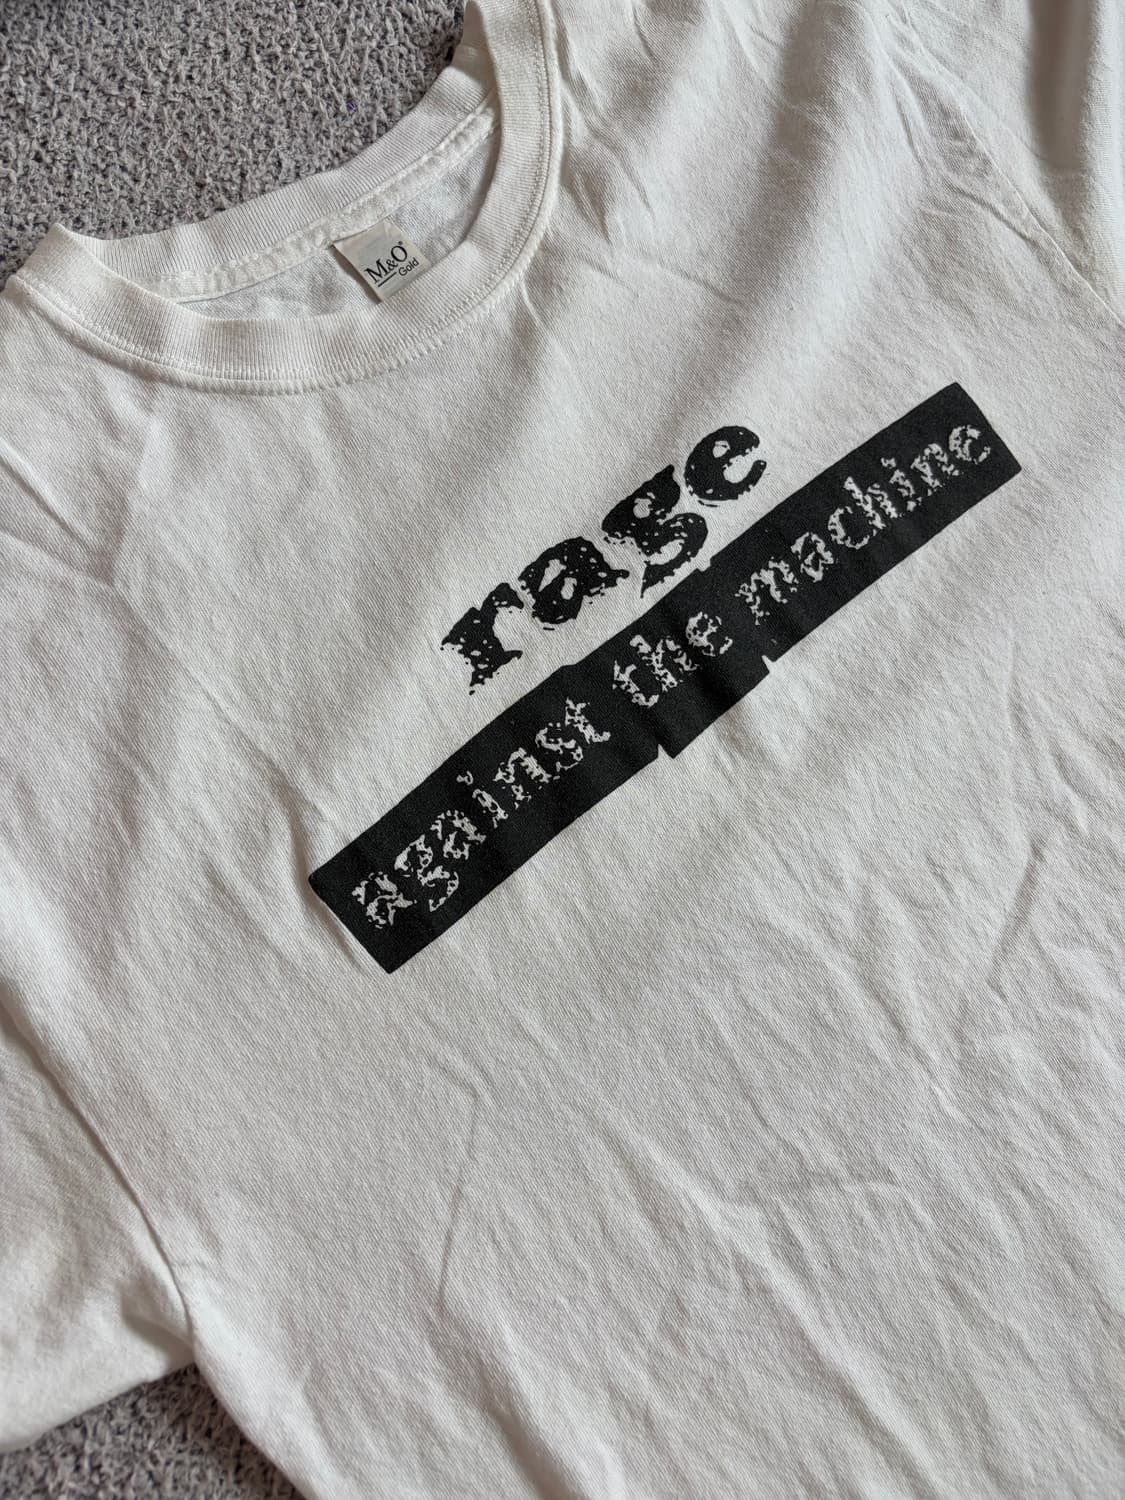 M&O®
Gold
rage
against the machine